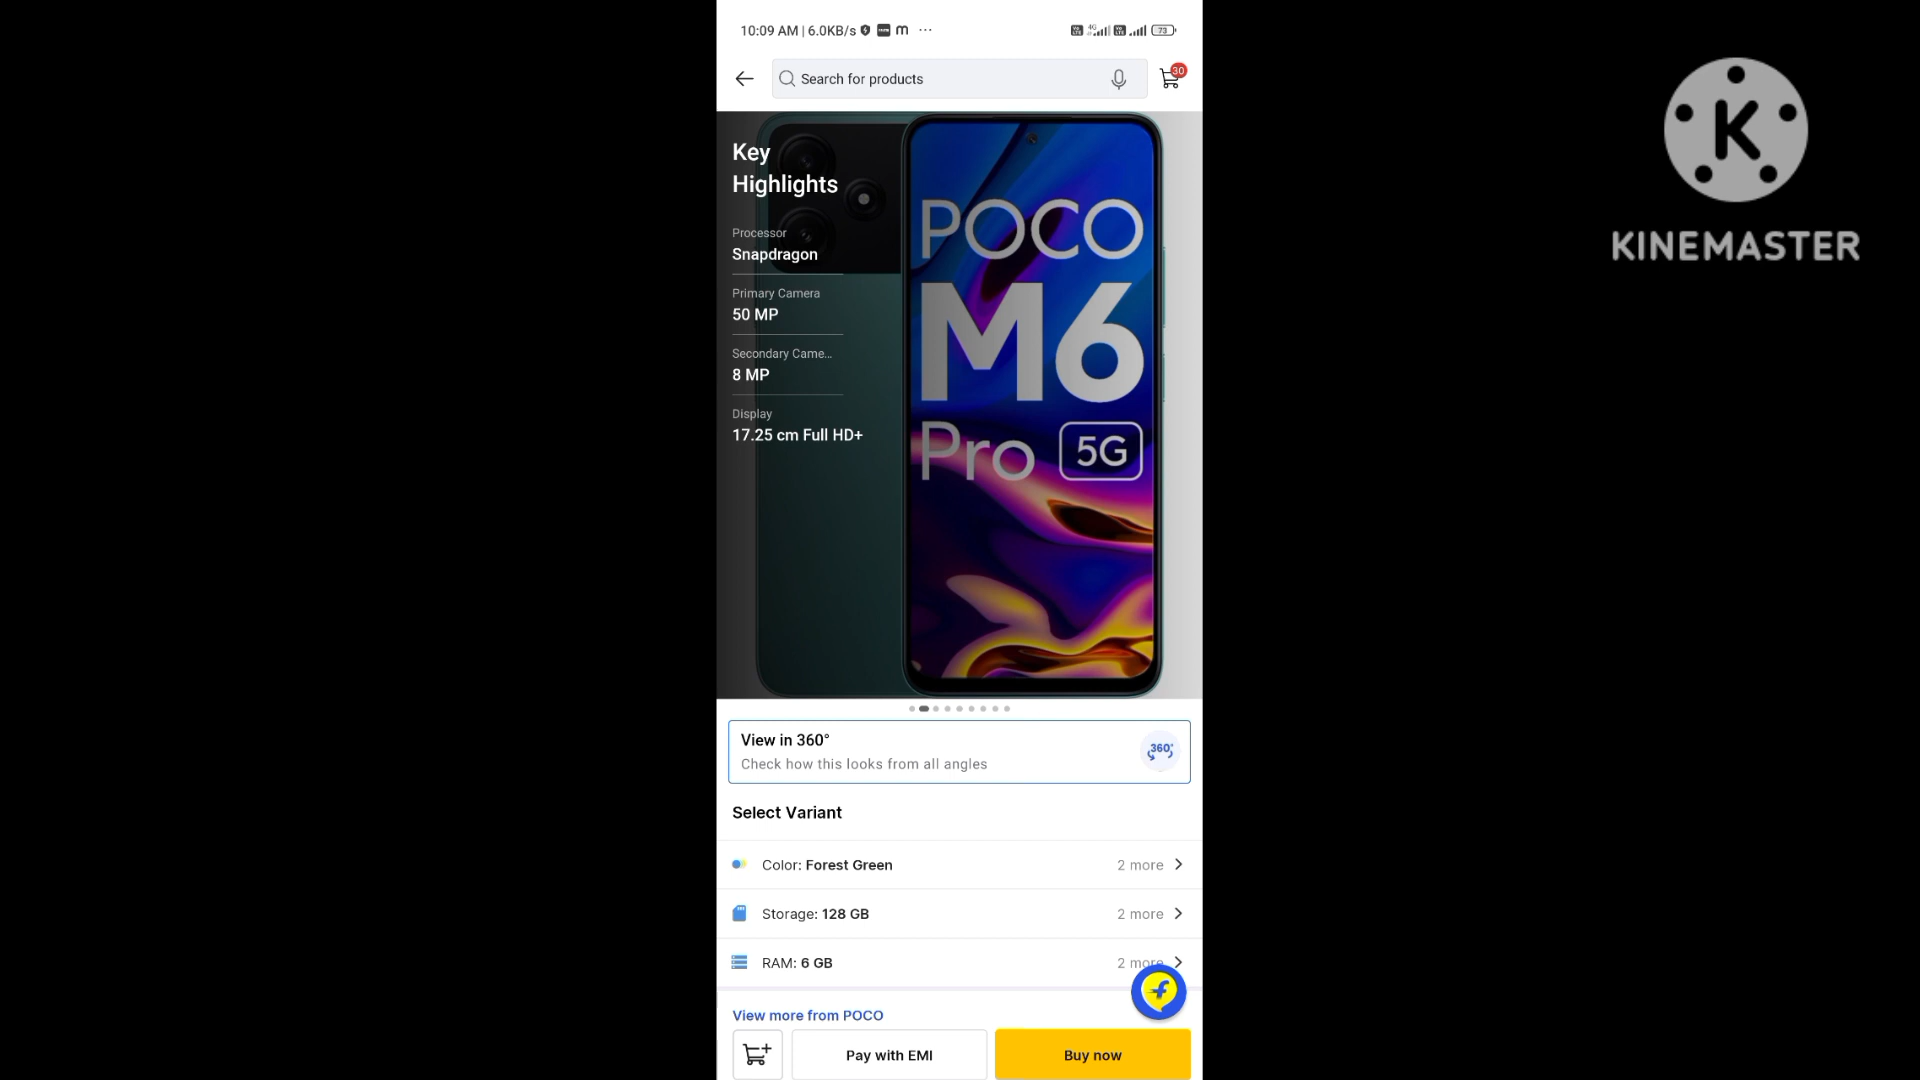 10:09 AM | 6.0KB/s
73
Search for products
30
Key
Highlights
Processor
Snapdragon
Primary Camera
50 MP
Secondary Came...
8 MP
Display
17.25 cm Full HD+
POCO
M6
Pro 5G
View in 360°
Check how this looks from all angles
360°
Select Variant
Color: Forest Green
2 more
Storage: 128 GB
2 more
RAM: 6 GB
2 more
View more from POCO
Pay with EMI
Buy now
K
KINEMASTER